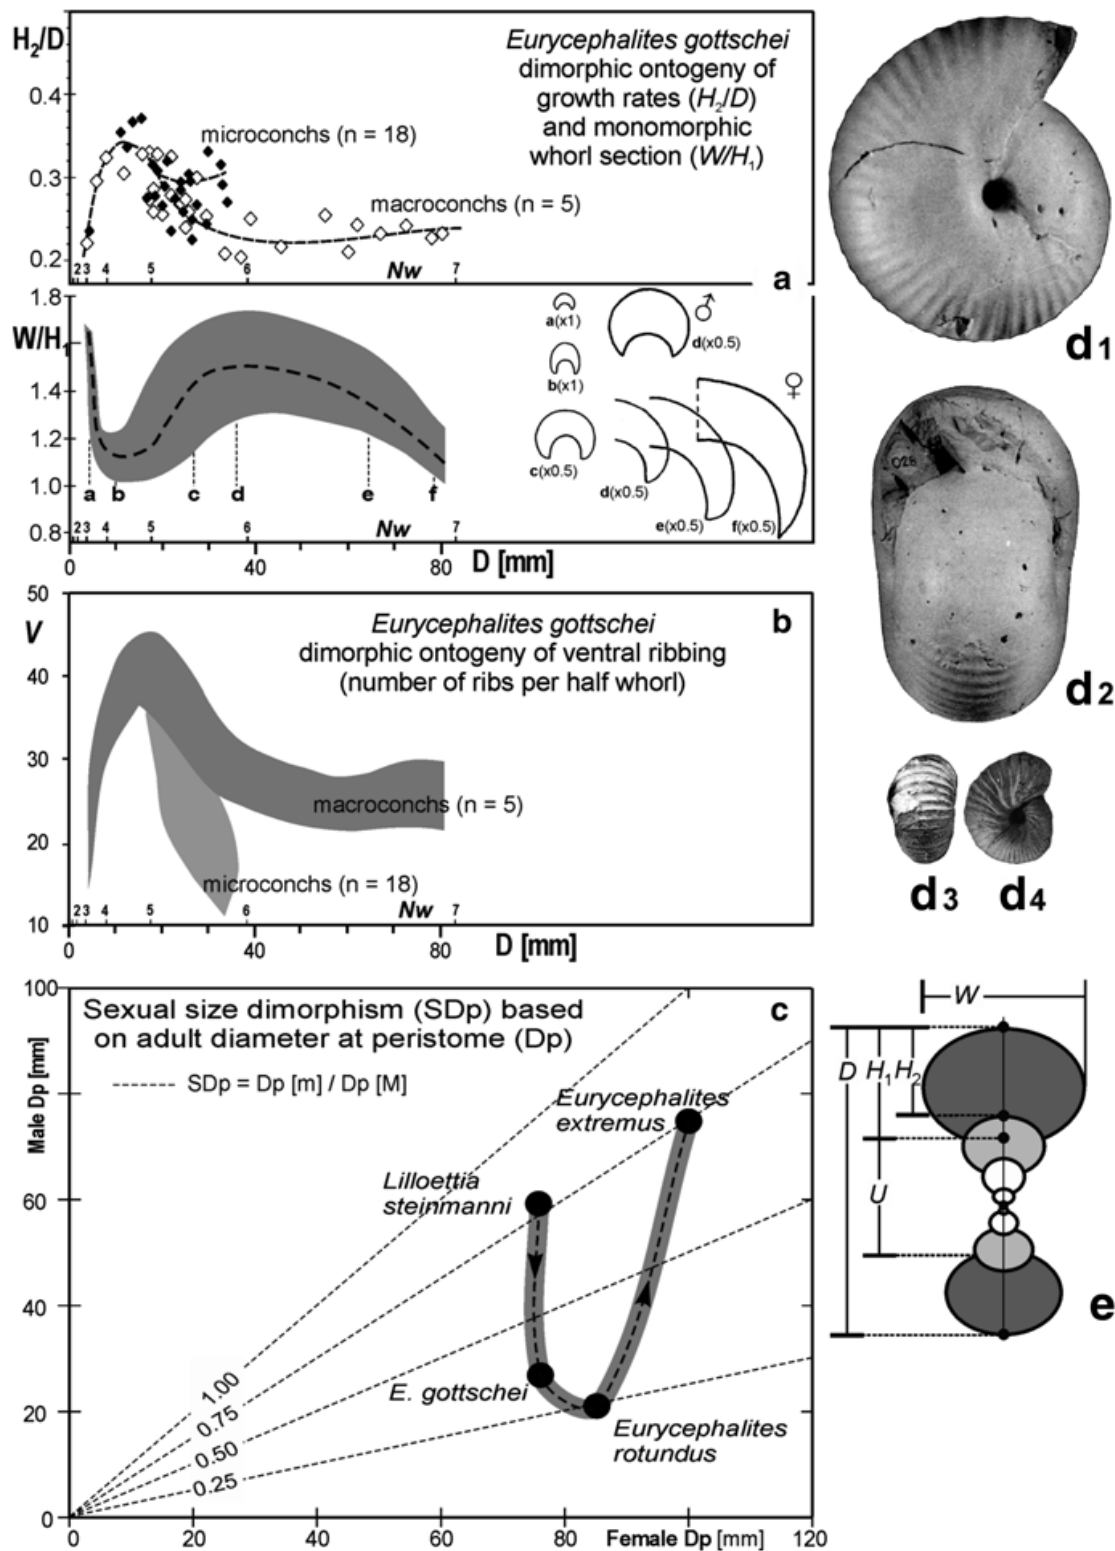 H₂/D
Eurycephalites gottschei
dimorphic ontogeny of
growth rates (H₂/D)
and monomorphic
whorl section (W/H₁)
0.4
0.3
0.2
microconchs (n = 18)
macroconchs (n = 5)
2 3 4 5 6 Nw 7
a
W/H₁
1.8
1.6
1.4
1.2
1.0
0.8
a b c d e f
2 3 4 5 6 Nw 7
0 40 D [mm] 80
a(x1)
b(x1)
c(x0.5)
♂
d(x0.5)
♀
d(x0.5)
e(x0.5)
f(x0.5)
V
50
40
30
20
10
b
Eurycephalites gottschei
dimorphic ontogeny of ventral ribbing
(number of ribs per half whorl)
macroconchs (n = 5)
microconchs (n = 18)
2 3 4 5 6 Nw 7
0 40 D [mm] 80
c
Sexual size dimorphism (SDp) based
on adult diameter at peristome (Dp)
SDp = Dp [m] / Dp [M]
Male Dp [mm]
100
60
40
20
0
Eurycephalites
extremus
Lilloettia
steinmanni
E. gottschei
Eurycephalites
rotundus
1.00
0.75
0.50
0.25
0 20 40 60 80 Female Dp [mm] 120
d1
028
d2
d3 d4
W
D H₁ H₂
U
e